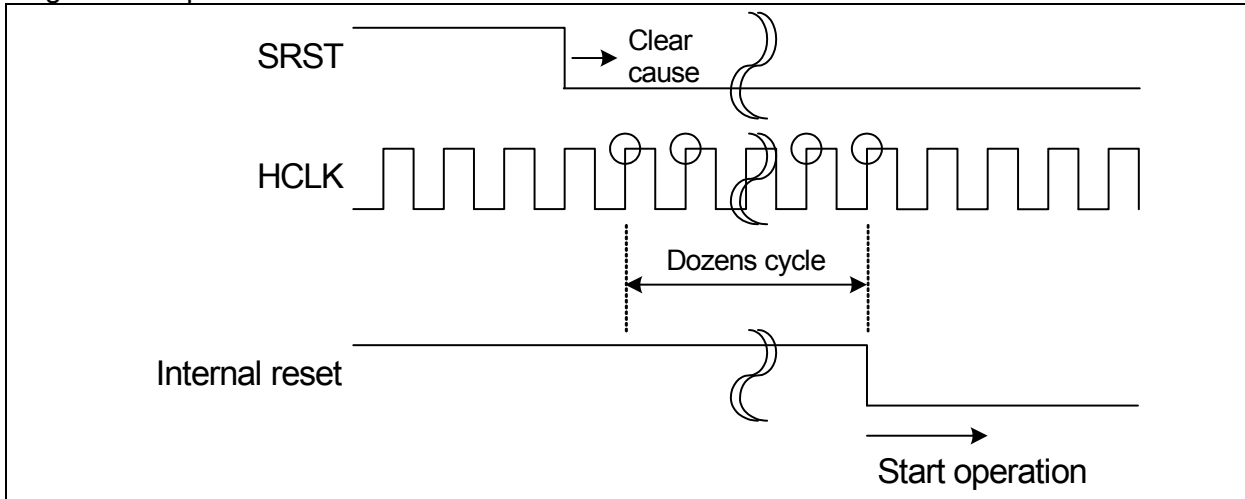 SRST
Clear
cause
HCLK
Dozens cycle
Internal reset
Start operation